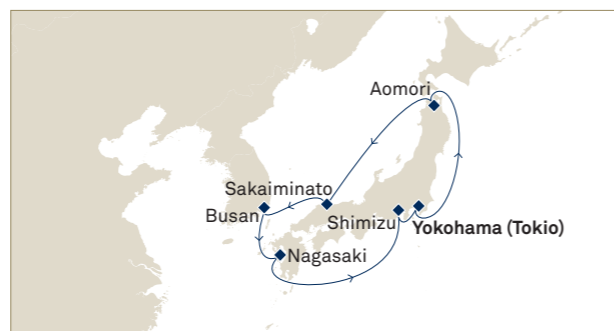 Aomori
Sakaiminato
Busan
Shimizu
Yokohama (Tokio)
Nagasaki